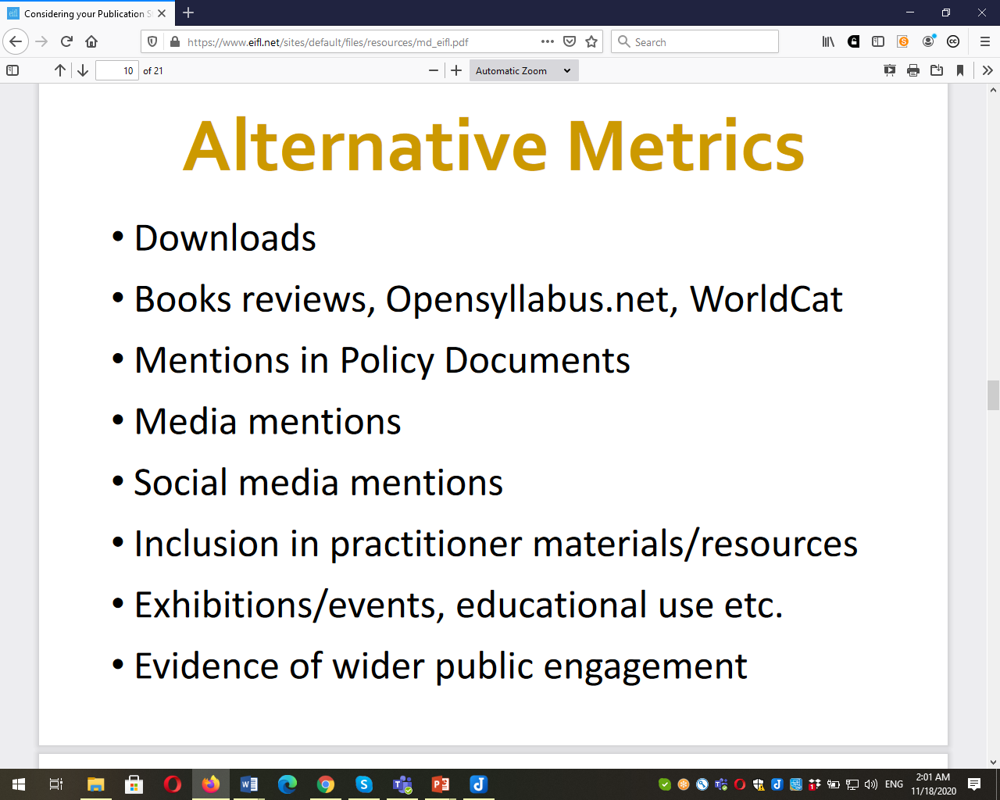 eifl Considering your Publication S
https://www.eifl.net/sites/default/files/resources/md_eifl.pdf
Search
10 of 21
Automatic Zoom
Alternative Metrics
• Downloads
• Books reviews, Opensyllabus.net, WorldCat
• Mentions in Policy Documents
• Media mentions
• Social media mentions
• Inclusion in practitioner materials/resources
• Exhibitions/events, educational use etc.
• Evidence of wider public engagement
ENG
2:01 AM
11/18/2020